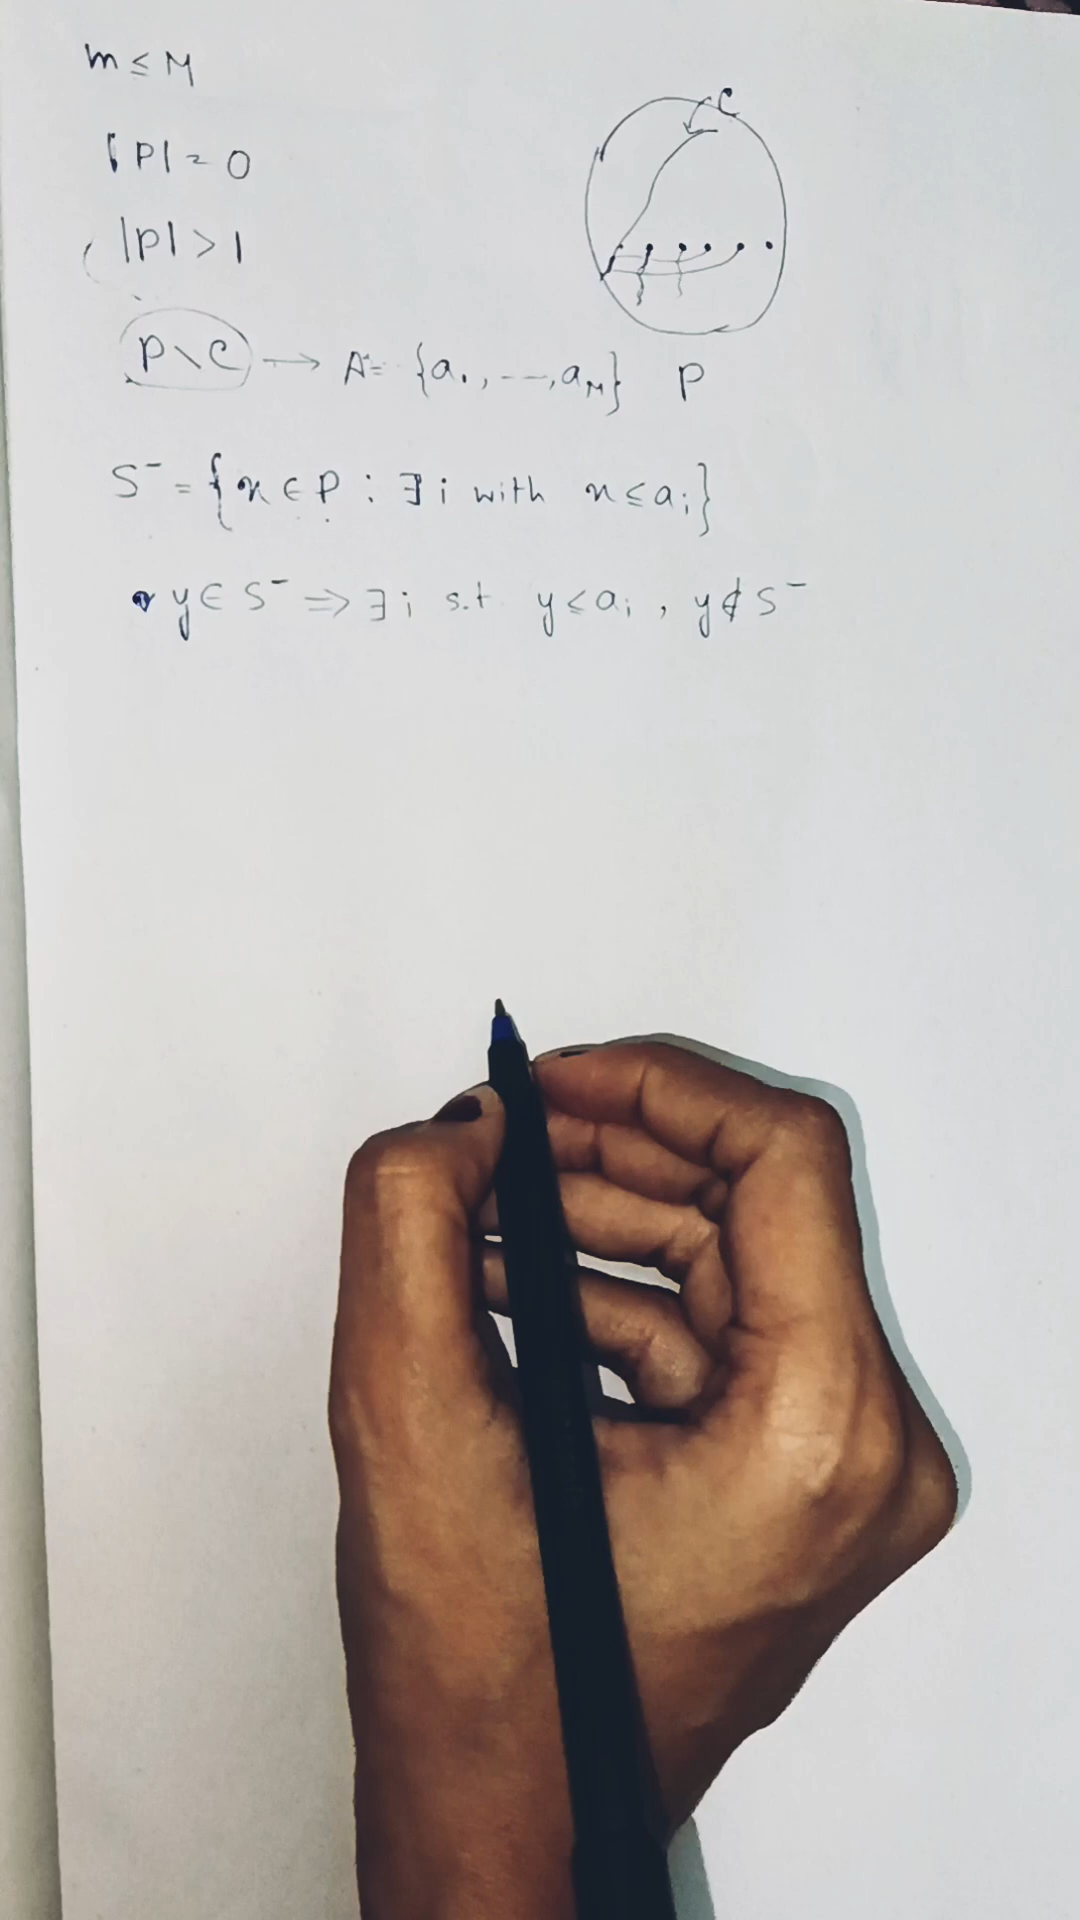 m ≤ M
C
|P| = 0
|P| > 1
P \ C → A = {a₁, ---, a_M} P
S⁻ = {x ∈ P : ∃ i with x ≤ aᵢ}
• y ∈ S⁻ ⇒ ∃ i s.t. y ≤ aᵢ , y ∉ S⁻